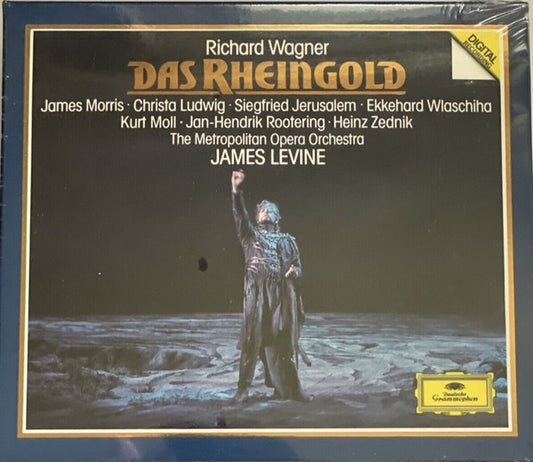 Richard Wagner
DIGITAL
RECORDING
DAS RHEINGOLD
James Morris · Christa Ludwig · Siegfried Jerusalem · Ekkehard Wlaschiha
Kurt Moll · Jan-Hendrik Rootering · Heinz Zednik
The Metropolitan Opera Orchestra
JAMES LEVINE
Deutsche
Grammophon